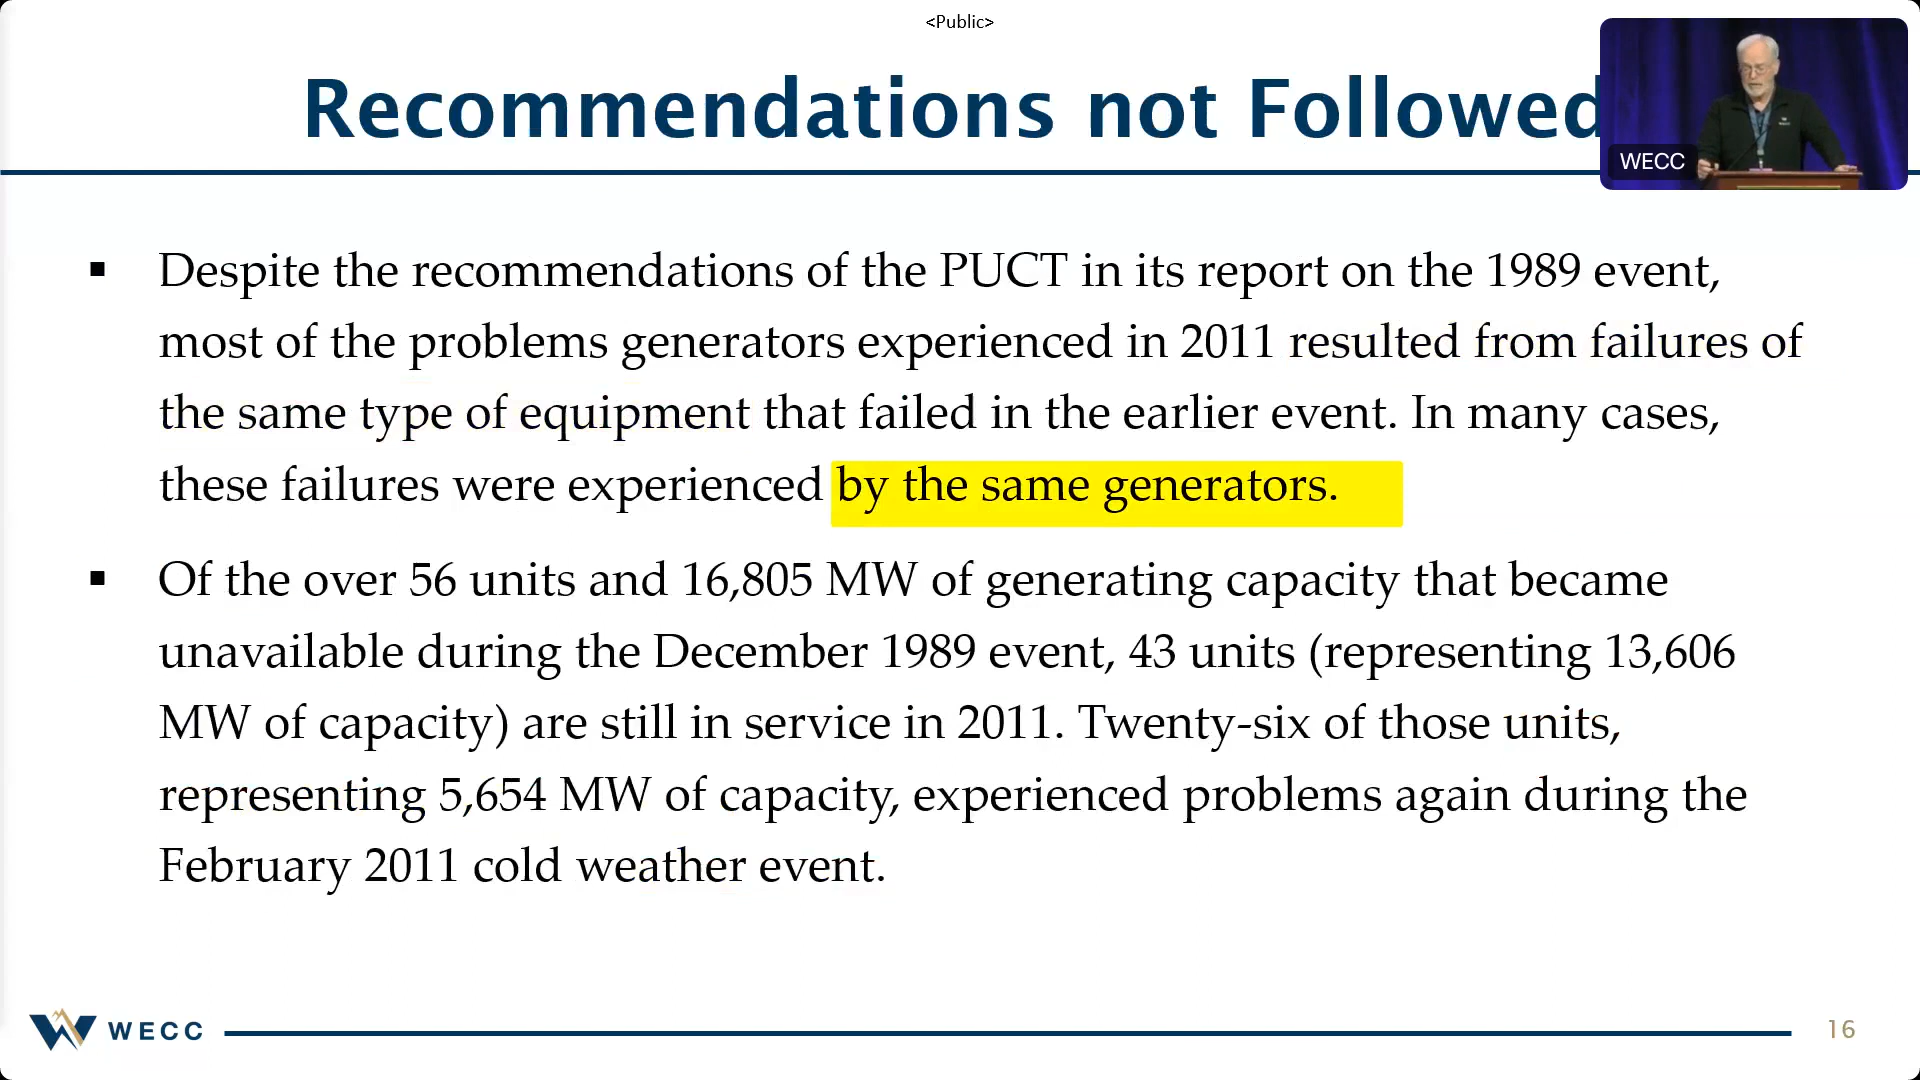 <Public>
Recommendations not Followed
WECC
▪ Despite the recommendations of the PUCT in its report on the 1989 event,
most of the problems generators experienced in 2011 resulted from failures of
the same type of equipment that failed in the earlier event. In many cases,
these failures were experienced by the same generators.
▪ Of the over 56 units and 16,805 MW of generating capacity that became
unavailable during the December 1989 event, 43 units (representing 13,606
MW of capacity) are still in service in 2011. Twenty-six of those units,
representing 5,654 MW of capacity, experienced problems again during the
February 2011 cold weather event.
WECC
16